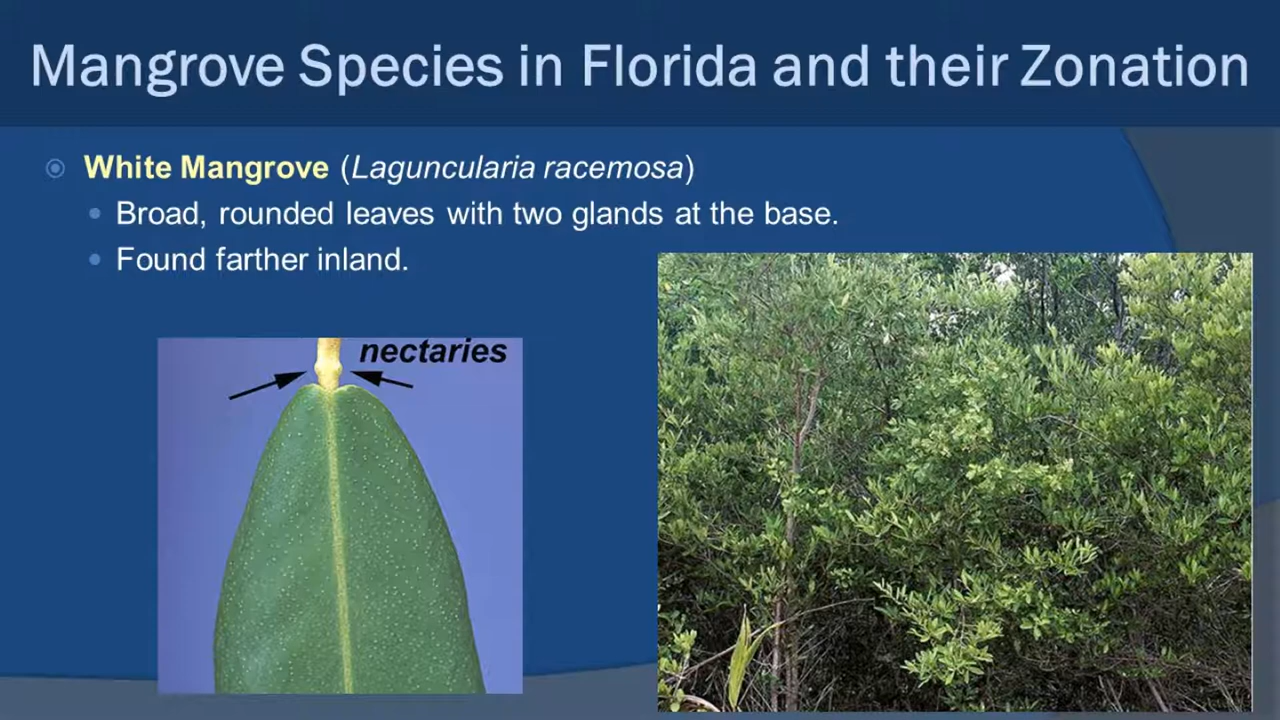 Mangrove Species in Florida and their Zonation
White Mangrove (Laguncularia racemosa)
Broad, rounded leaves with two glands at the base.
Found farther inland.
nectaries